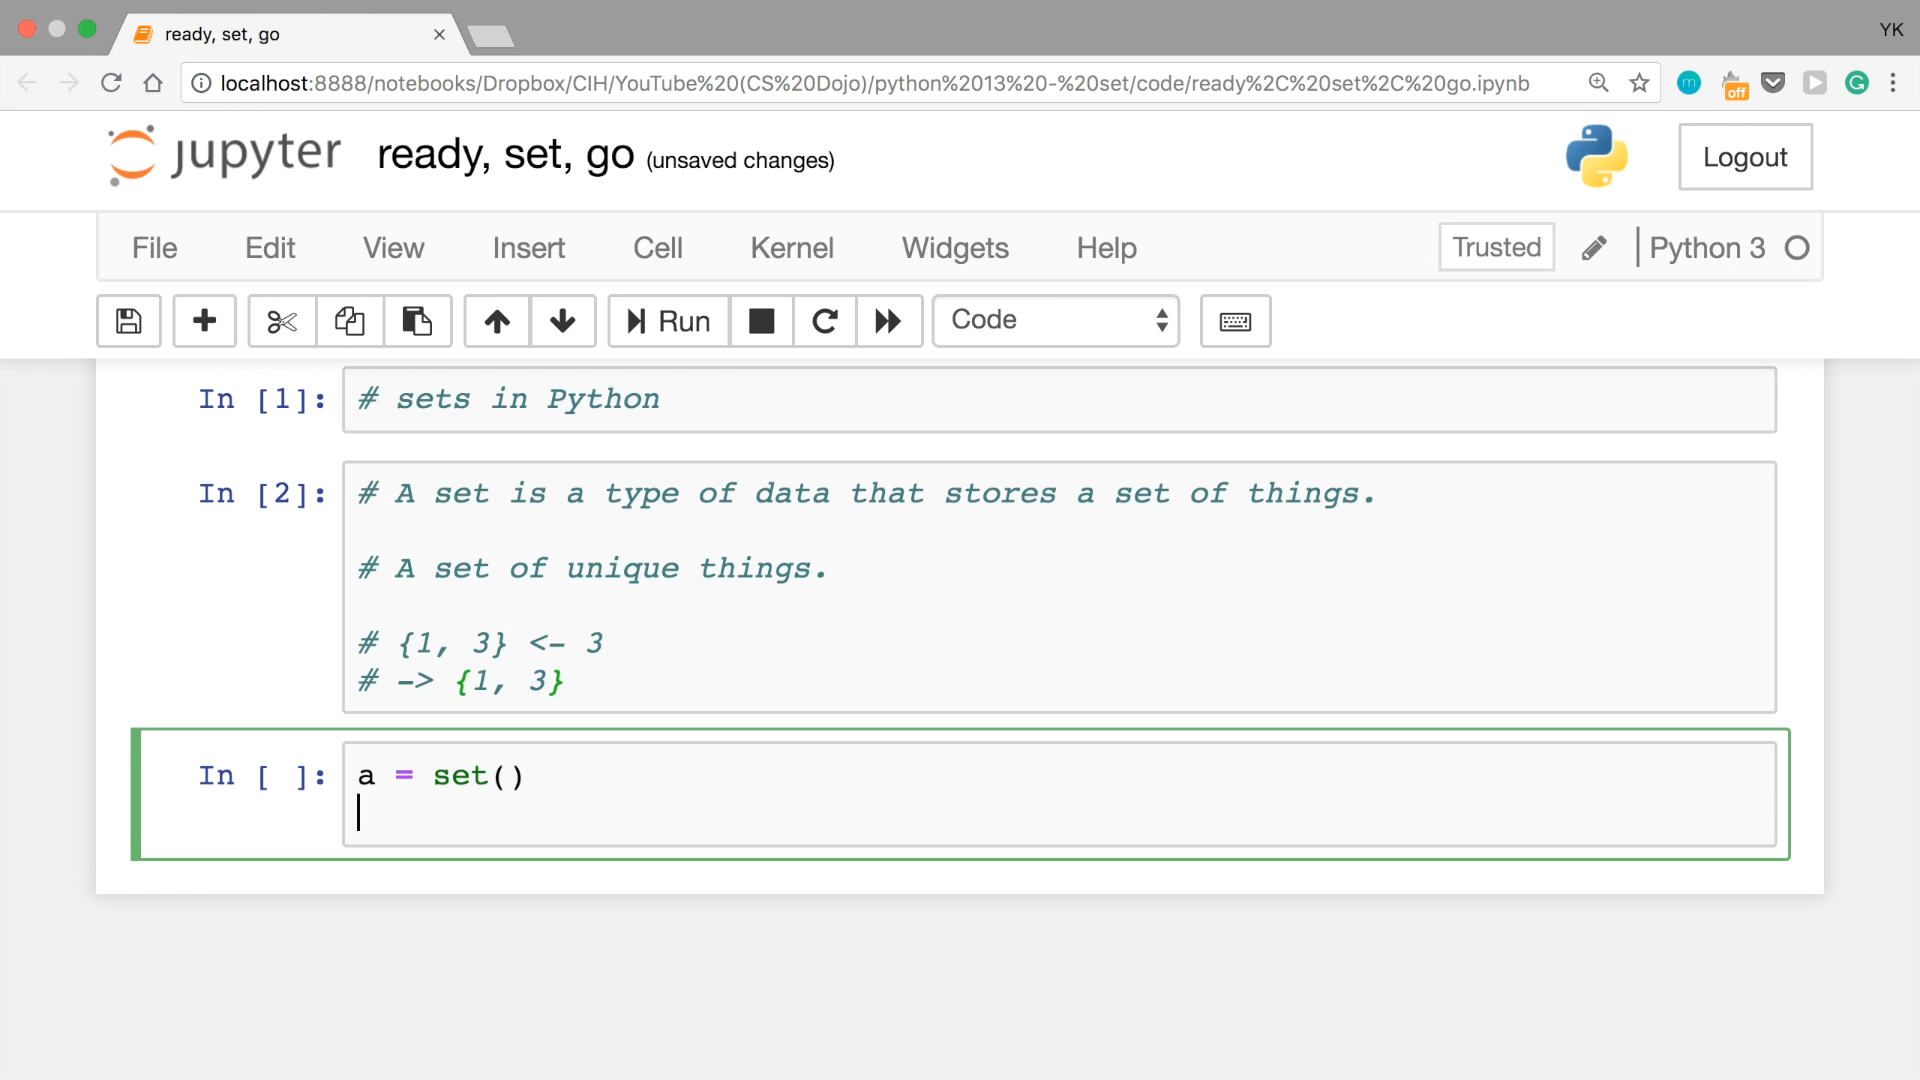 ready, set, go
YK
localhost:8888/notebooks/Dropbox/CIH/YouTube%20(CS%20Dojo)/python%2013%20-%20set/code/ready%2C%20set%2C%20go.ipynb
m
off
G
jupyter ready, set, go (unsaved changes)
Logout
File Edit View Insert Cell Kernel Widgets Help Trusted Python 3
Run Code
In [1]: # sets in Python
In [2]: # A set is a type of data that stores a set of things.
# A set of unique things.
# {1, 3} <- 3
# -> {1, 3}
In [ ]: a = set()